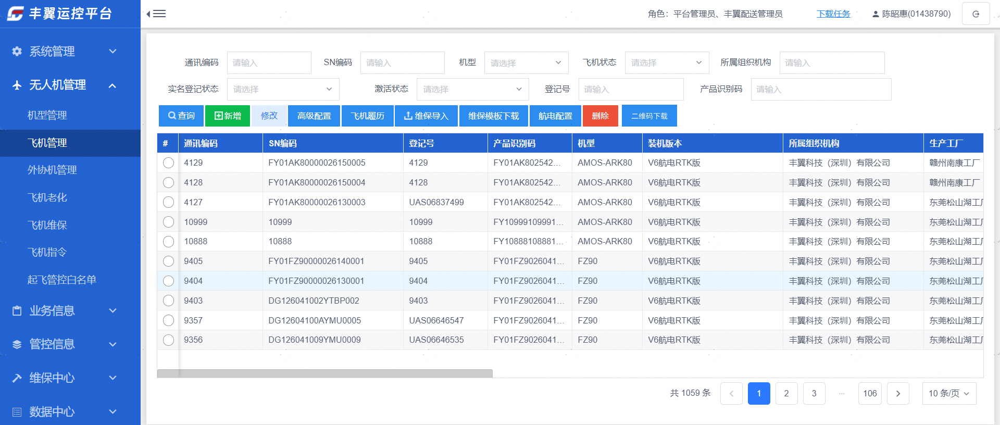 丰翼运控平台
角色：平台管理员、丰翼配送管理员 下载任务 陈昭惠(01438790)
系统管理
无人机管理
机型管理
飞机管理
外协机管理
飞机老化
飞机维保
飞机指令
起飞管控白名单
业务信息
管控信息
维保中心
数据中心
通讯编码 请输入 SN编码 请输入 机型 请选择 飞机状态 请选择 所属组织机构 请输入
实名登记状态 请选择 激活状态 请选择 登记号 请输入 产品识别码 请输入
查询 新增 修改 高级配置 飞机履历 维保导入 维保模板下载 航电配置 删除 二维码下载
# 通讯编码 SN编码 登记号 产品识别码 机型 装机版本 所属组织机构 生产工厂
4129 FY01AK80000026150005 4129 FY01AK802542... AMOS-ARK80 V6航电RTK版 丰翼科技（深圳）有限公司 赣州南康工厂
4128 FY01AK80000026150004 4128 FY01AK802542... AMOS-ARK80 V6航电RTK版 丰翼科技（深圳）有限公司 赣州南康工厂
4127 FY01AK80000026130003 UAS06837499 FY01AK802542... AMOS-ARK80 V6航电RTK版 丰翼科技（深圳）有限公司 东莞松山湖工厂
10999 10999 10999 FY10999109991... AMOS-ARK80 V6航电RTK版 丰翼科技（深圳）有限公司 东莞松山湖工厂
10888 10888 10888 FY10888108881... AMOS-ARK80 V6航电RTK版 丰翼科技（深圳）有限公司 东莞松山湖工厂
9405 FY01FZ90000026140001 9405 FY01FZ9026041... FZ90 V6航电RTK版 丰翼科技（深圳）有限公司 东莞松山湖工厂
9404 FY01FZ90000026130001 9404 FY01FZ9026041... FZ90 V6航电RTK版 丰翼科技（深圳）有限公司 东莞松山湖工厂
9403 DG126041002YTBP002 9403 FY01FZ9026041... FZ90 V6航电RTK版 丰翼科技（深圳）有限公司 东莞松山湖工厂
9357 DG12604100AYMU0005 UAS06646547 FY01FZ9026041... FZ90 V6航电RTK版 丰翼科技（深圳）有限公司 东莞松山湖工厂
9356 DG126041009YMU0009 UAS06646535 FY01FZ9026041... FZ90 V6航电RTK版 丰翼科技（深圳）有限公司 东莞松山湖工厂
共 1059 条 1 2 3 ... 106 10 条/页